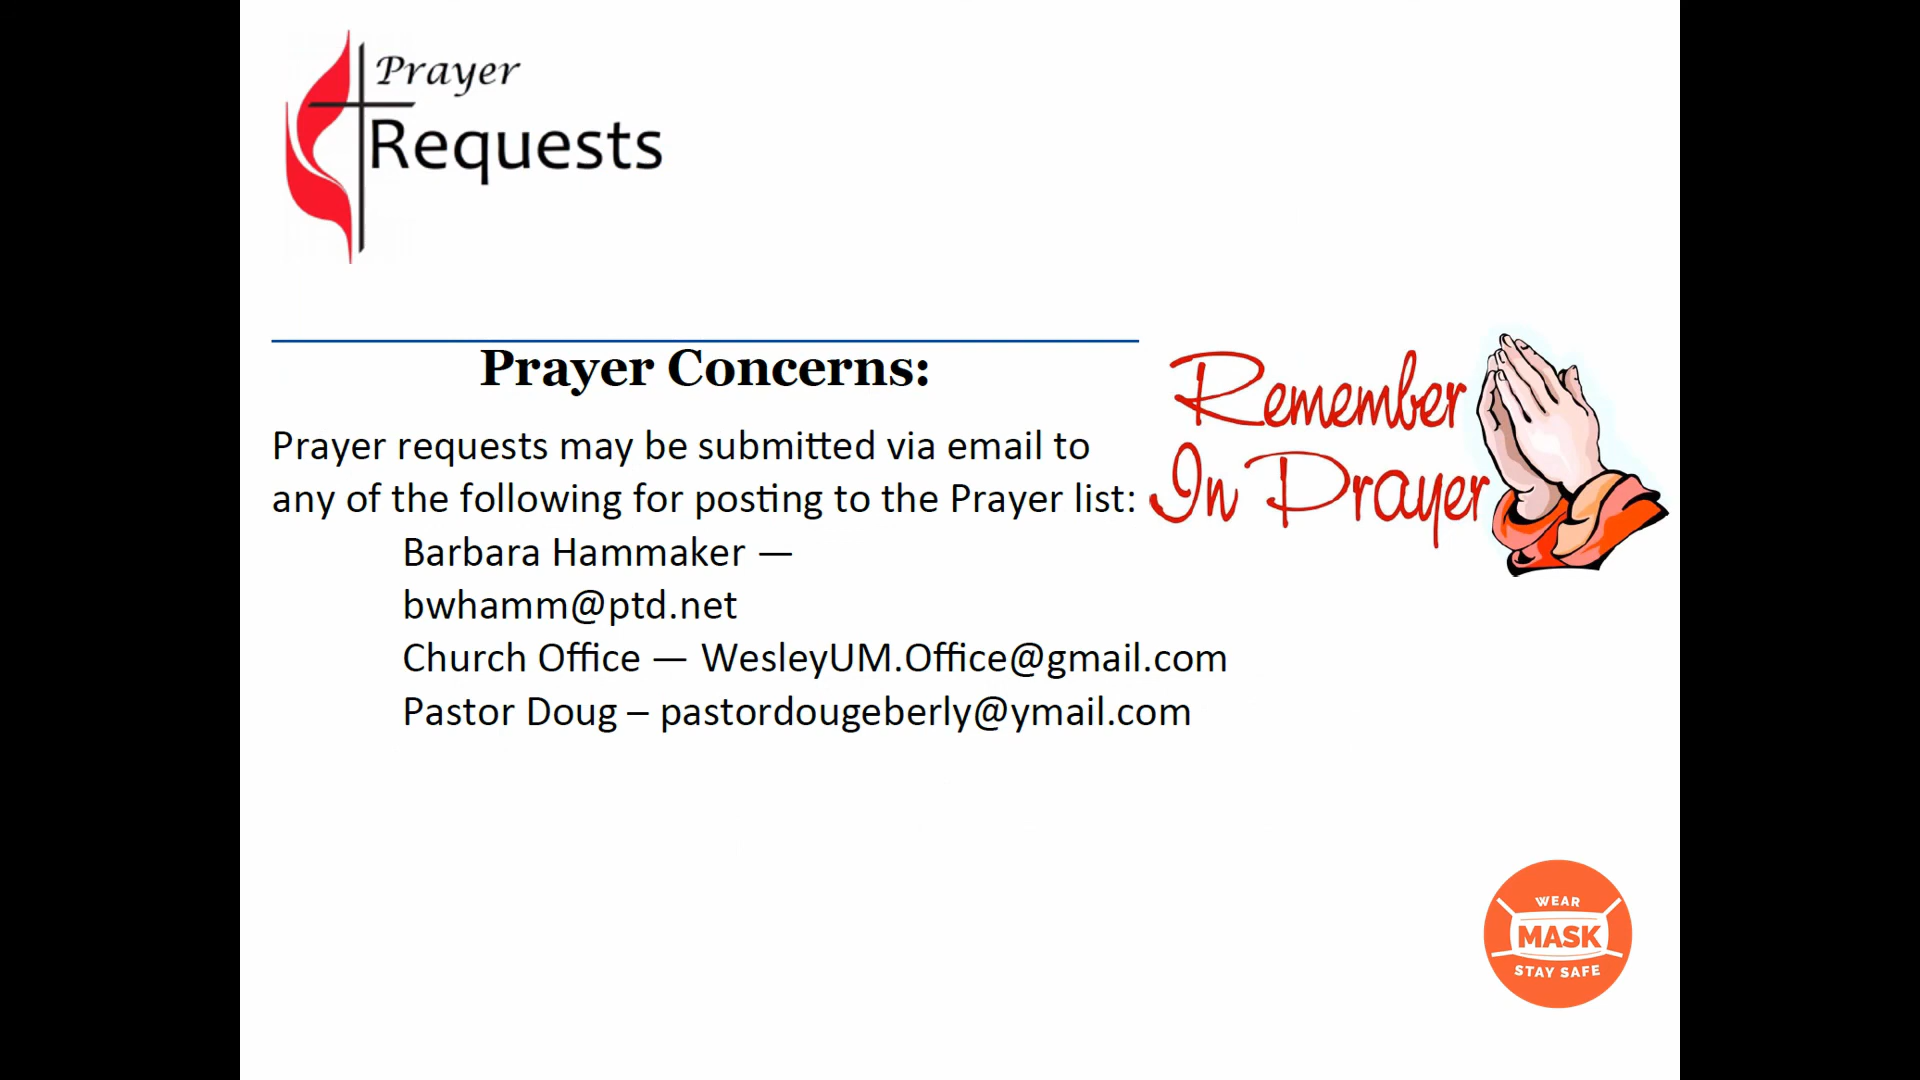 Prayer
Requests
Prayer Concerns:
Prayer requests may be submitted via email to
any of the following for posting to the Prayer list:
Barbara Hammaker —
bwhamm@ptd.net
Church Office — WesleyUM.Office@gmail.com
Pastor Doug – pastordougeberly@ymail.com
Remember
In Prayer
WEAR
MASK
STAY SAFE